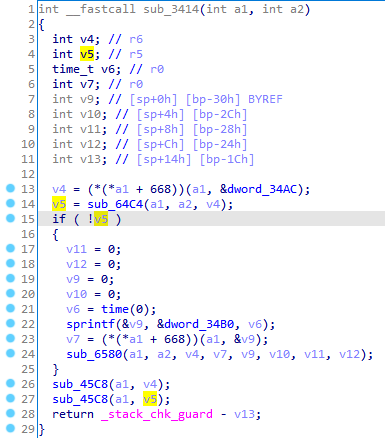 1 int __fastcall sub_3414(int a1, int a2)
2 {
3 int v4; // r6
4 int v5; // r5
5 time_t v6; // r0
6 int v7; // r0
7 int v9; // [sp+0h] [bp-30h] BYREF
8 int v10; // [sp+4h] [bp-2Ch]
9 int v11; // [sp+8h] [bp-28h]
10 int v12; // [sp+Ch] [bp-24h]
11 int v13; // [sp+14h] [bp-1Ch]
12
13 v4 = (*(*a1 + 668))(a1, &dword_34AC);
14 v5 = sub_64C4(a1, a2, v4);
15 if ( !v5 )
16 {
17 v11 = 0;
18 v12 = 0;
19 v9 = 0;
20 v10 = 0;
21 v6 = time(0);
22 sprintf(&v9, &dword_34B0, v6);
23 v7 = (*(*a1 + 668))(a1, &v9);
24 sub_6580(a1, a2, v4, v7, v9, v10, v11, v12);
25 }
26 sub_45C8(a1, v4);
27 sub_45C8(a1, v5);
28 return _stack_chk_guard - v13;
29 }